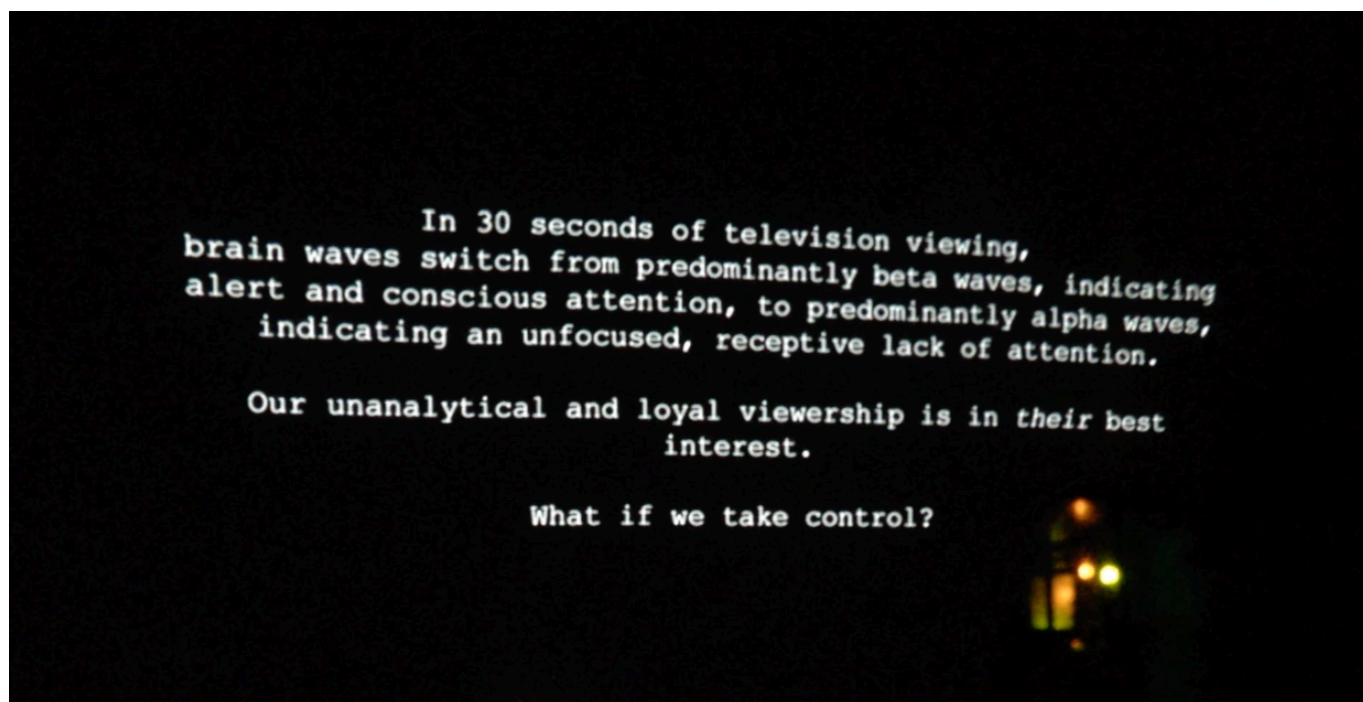 In 30 seconds of television viewing,
brain waves switch from predominantly beta waves, indicating
alert and conscious attention, to predominantly alpha waves,
indicating an unfocused, receptive lack of attention.
Our unanalytical and loyal viewership is in their best
interest.
What if we take control?